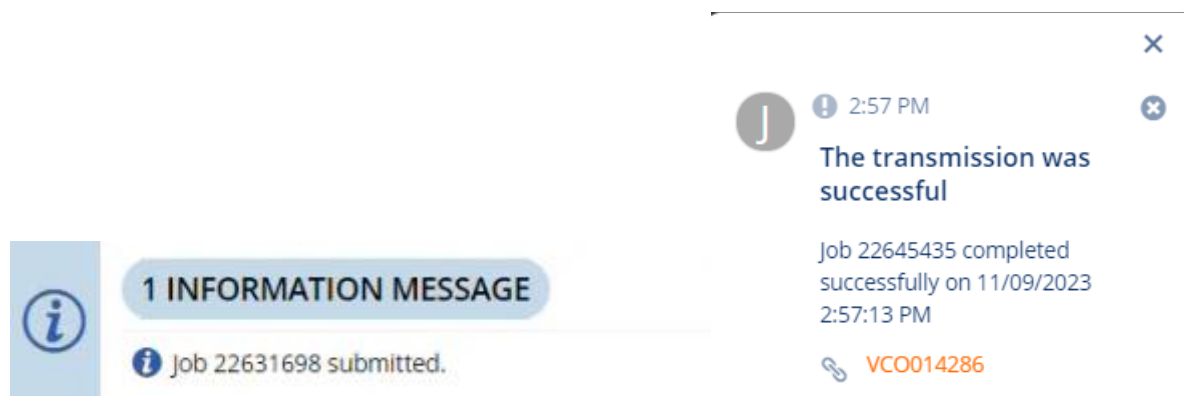 1 INFORMATION MESSAGE
Job 22631698 submitted.
J
2:57 PM
The transmission was
successful
Job 22645435 completed
successfully on 11/09/2023
2:57:13 PM
VCO014286